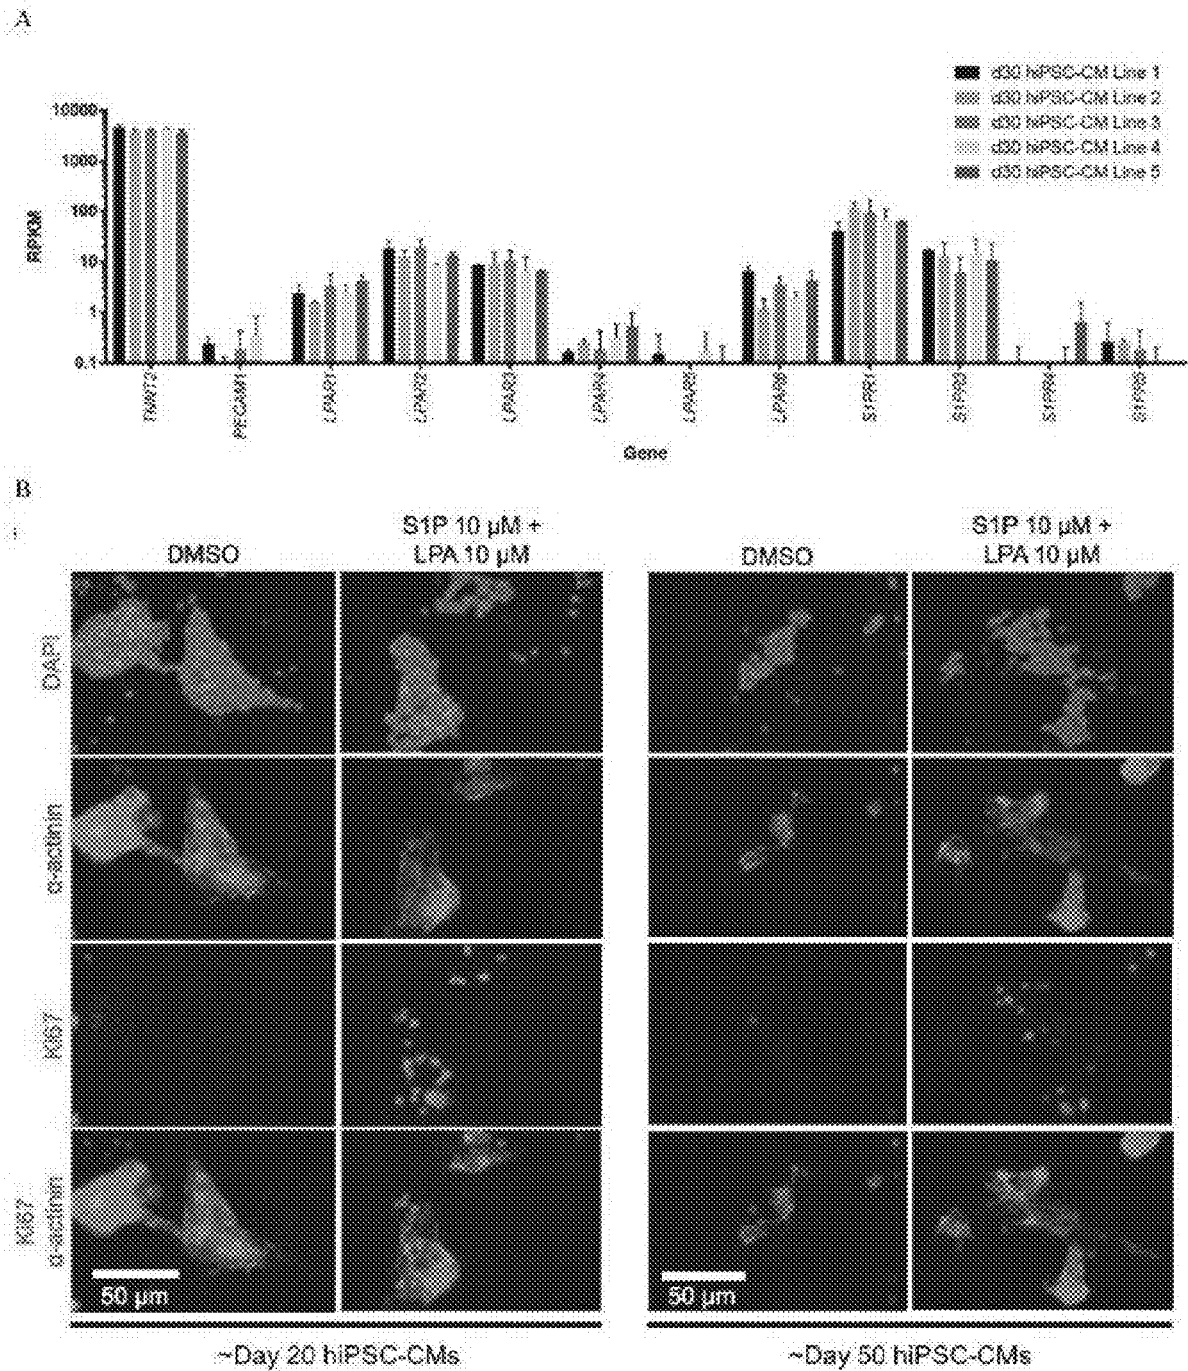 A
d30 hiPSC-CM Line 1
d30 hiPSC-CM Line 2
d30 hiPSC-CM Line 3
d30 hiPSC-CM Line 4
d30 hiPSC-CM Line 5
10000
1000
100
10
1
0.1
RPKM
TNNT2
PECAM1
LPAR1
LPAR2
LPAR3
LPAR4
LPAR5
LPAR6
S1PR1
S1PR3
S1PR4
S1PR5
Gene
B
i
DMSO
S1P 10 µM +
LPA 10 µM
DMSO
S1P 10 µM +
LPA 10 µM
DAPI
α-actinin
Ki67
Ki67
α-actinin
50 µm
50 µm
~Day 20 hiPSC-CMs
~Day 50 hiPSC-CMs